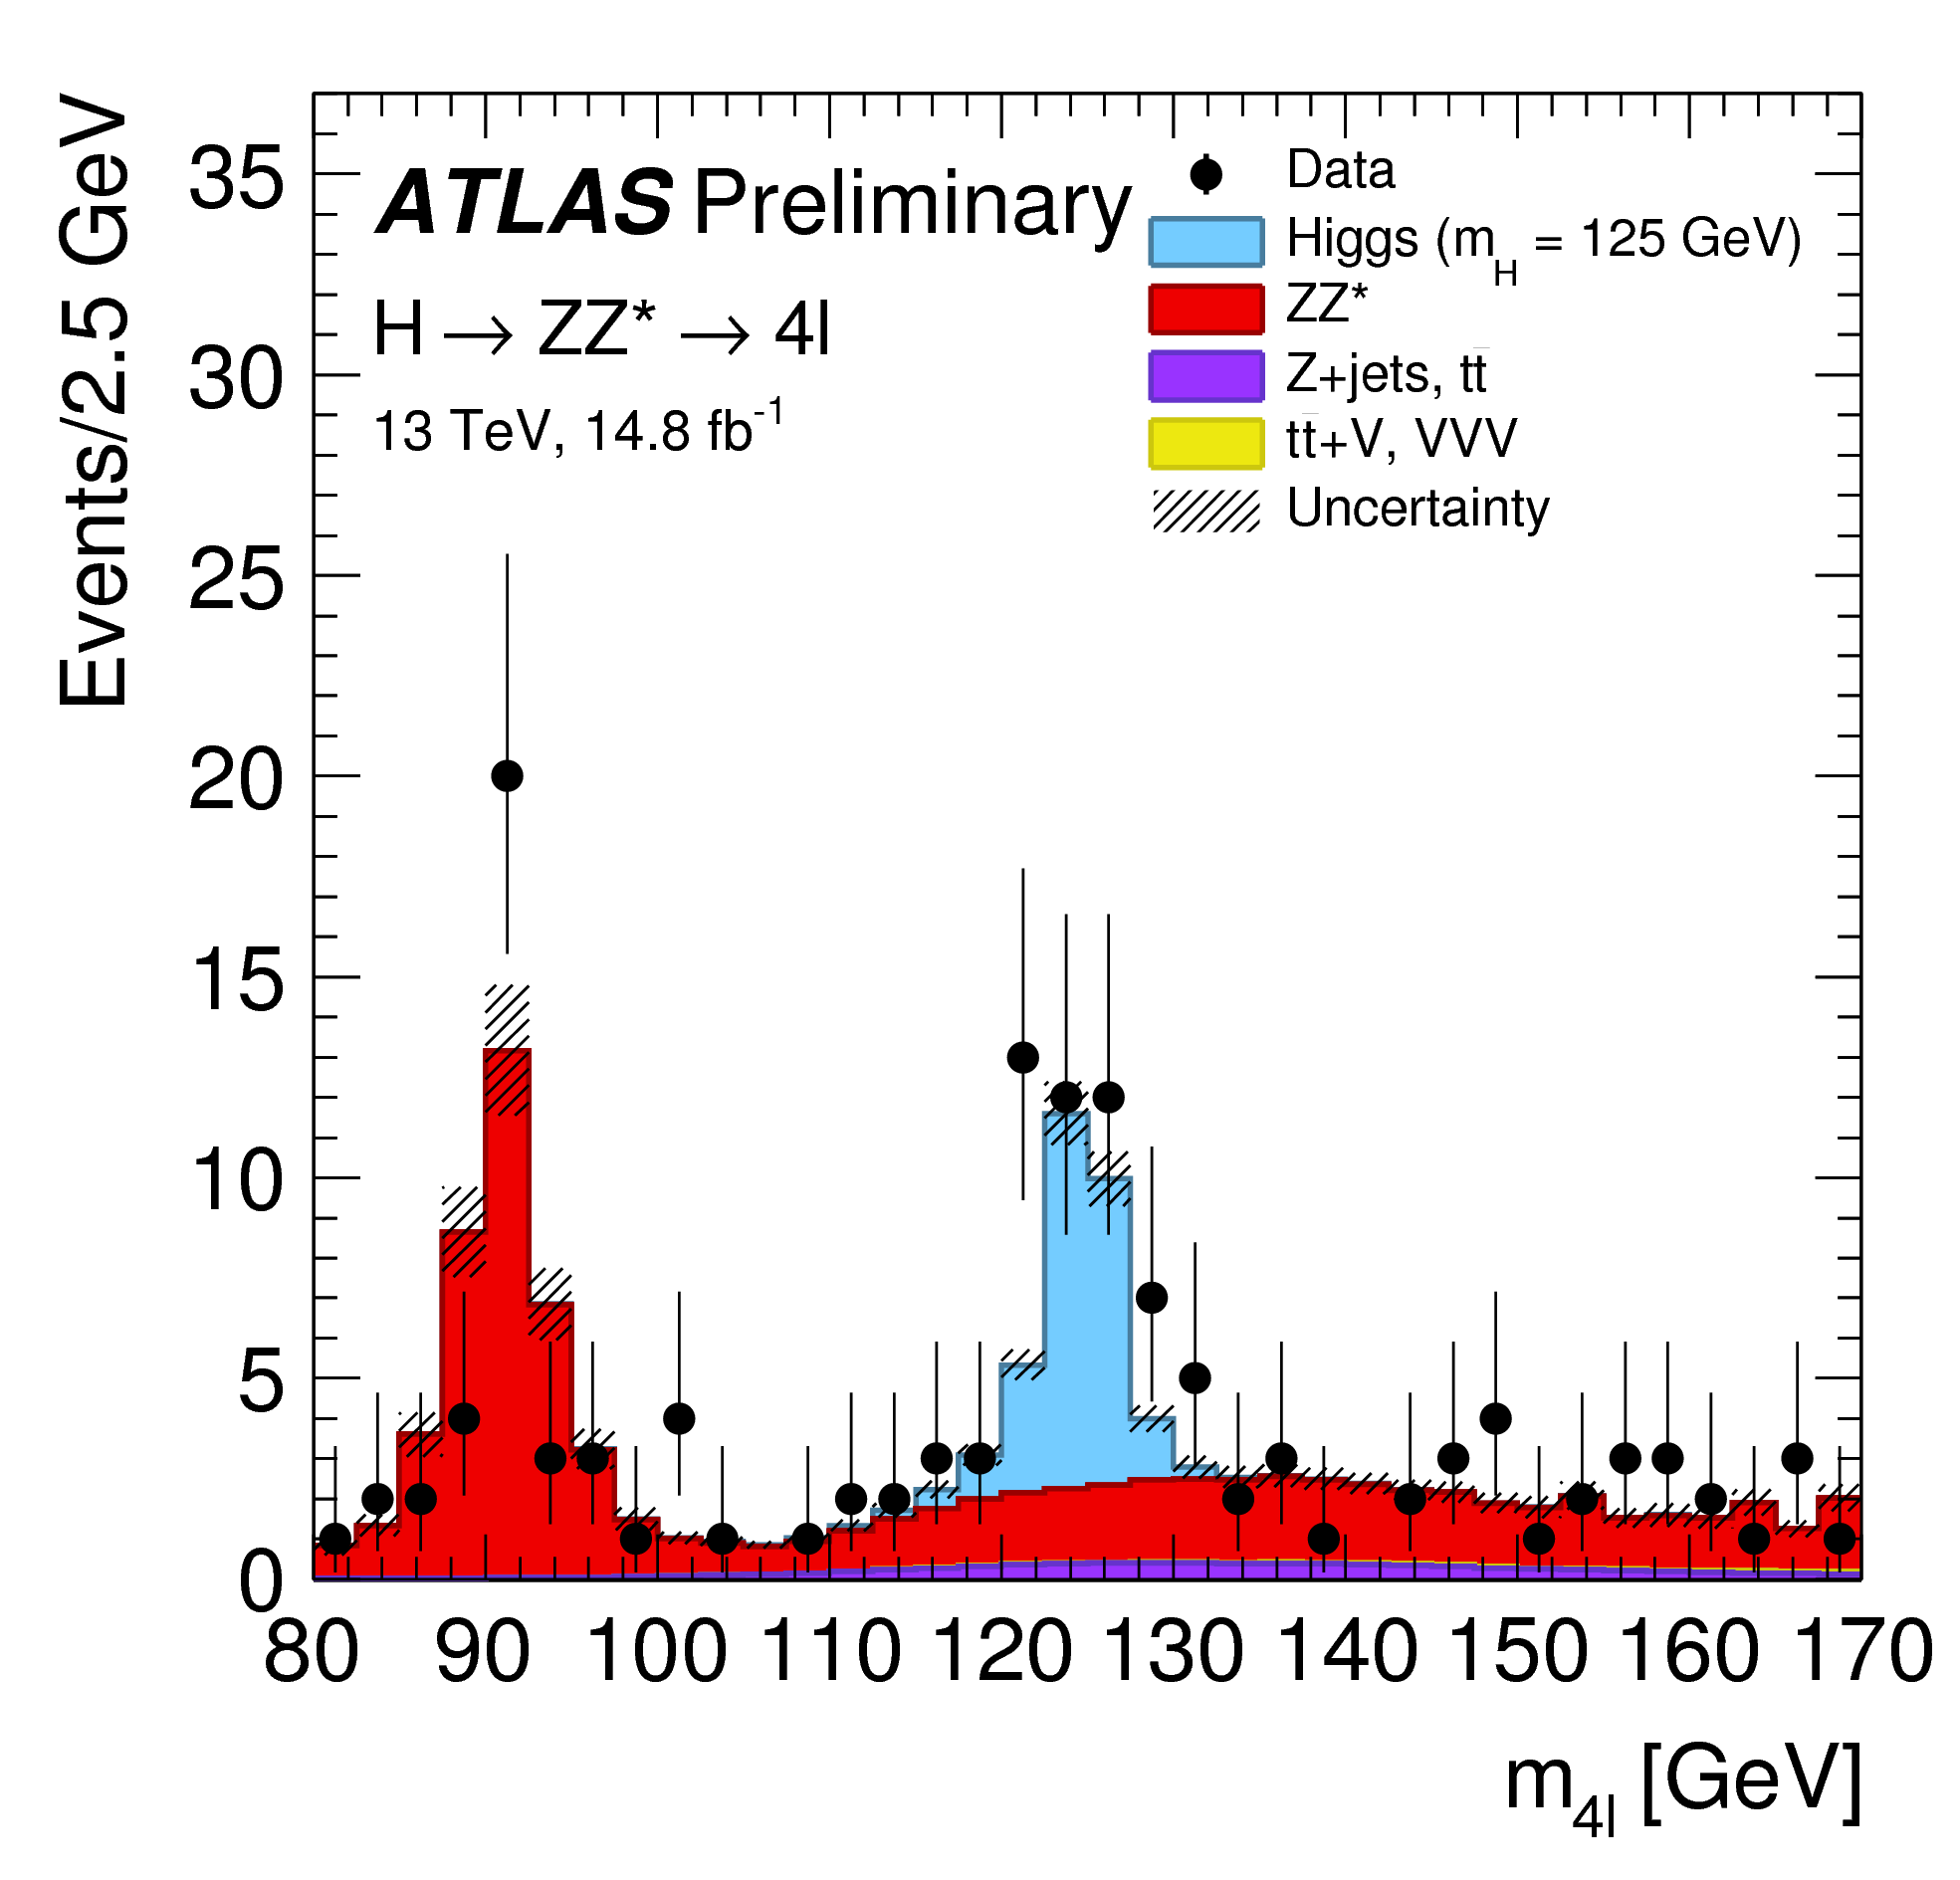 Events/2.5 GeV
ATLAS Preliminary
H → ZZ* → 4l
13 TeV, 14.8 fb-1
Data
Higgs (mH = 125 GeV)
ZZ*
Z+jets, tt̄
tt̄+V, VVV
Uncertainty
35
30
25
20
15
10
5
0
80 90 100 110 120 130 140 150 160 170
m4l [GeV]